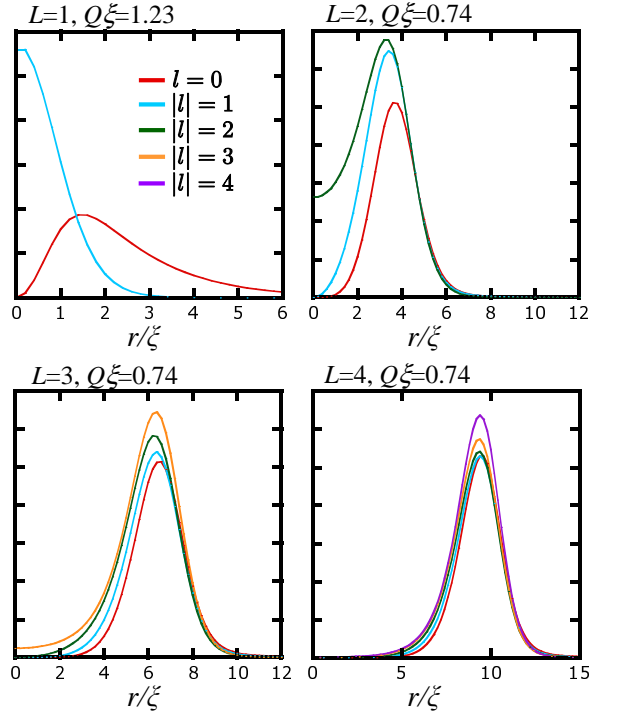 L=1, Qξ=1.23
l = 0
|l| = 1
|l| = 2
|l| = 3
|l| = 4
0 1 2 3 4 5 6
r/ξ
L=2, Qξ=0.74
0 2 4 6 8 10 12
r/ξ
L=3, Qξ=0.74
0 2 4 6 8 10 12
r/ξ
L=4, Qξ=0.74
0 5 10 15
r/ξ